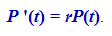 P '(t) = rP(t).